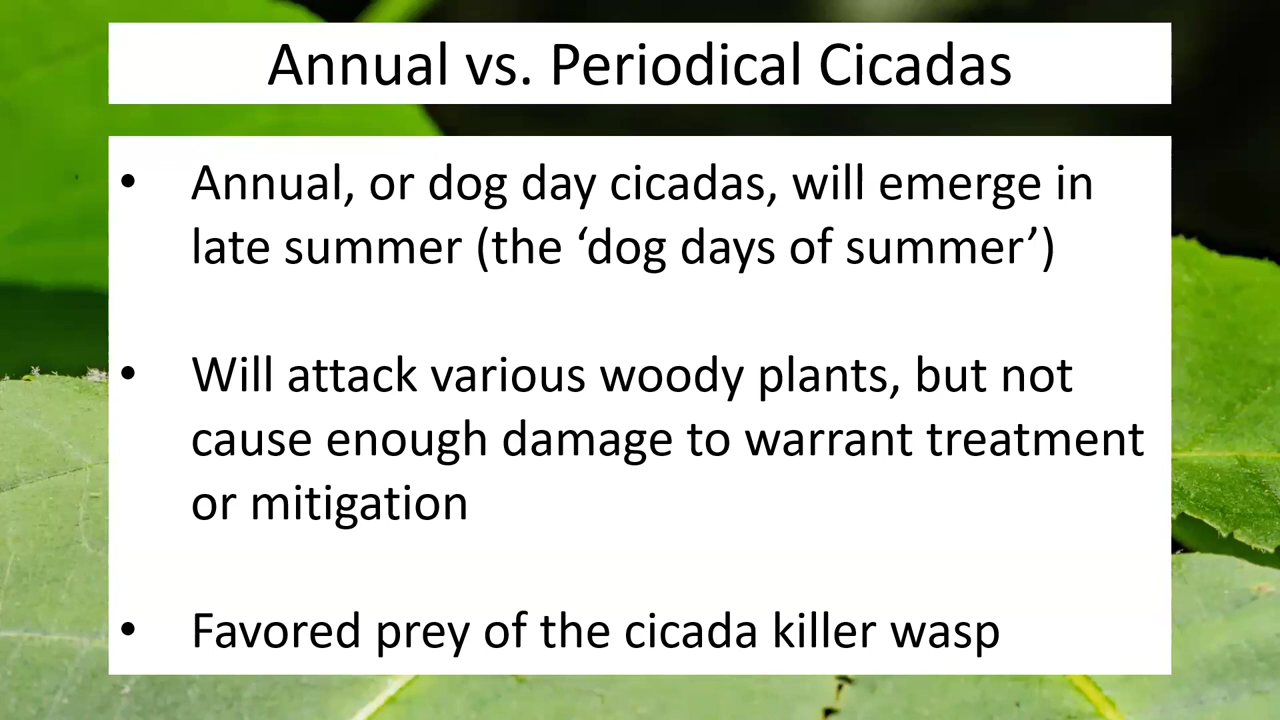 Annual vs. Periodical Cicadas
• Annual, or dog day cicadas, will emerge in
late summer (the ‘dog days of summer’)
• Will attack various woody plants, but not
cause enough damage to warrant treatment
or mitigation
• Favored prey of the cicada killer wasp